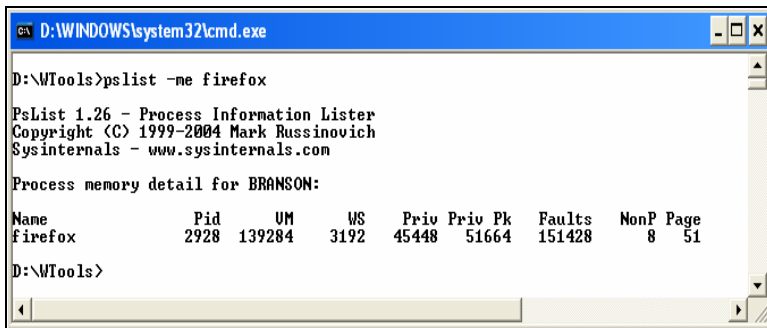 D:\WINDOWS\system32\cmd.exe
D:\WTools>pslist -me firefox
PsList 1.26 - Process Information Lister
Copyright (C) 1999-2004 Mark Russinovich
Sysinternals - www.sysinternals.com
Process memory detail for BRANSON:
Name Pid VM WS Priv Priv Pk Faults NonP Page
firefox 2928 139284 3192 45448 51664 151428 8 51
D:\WTools>